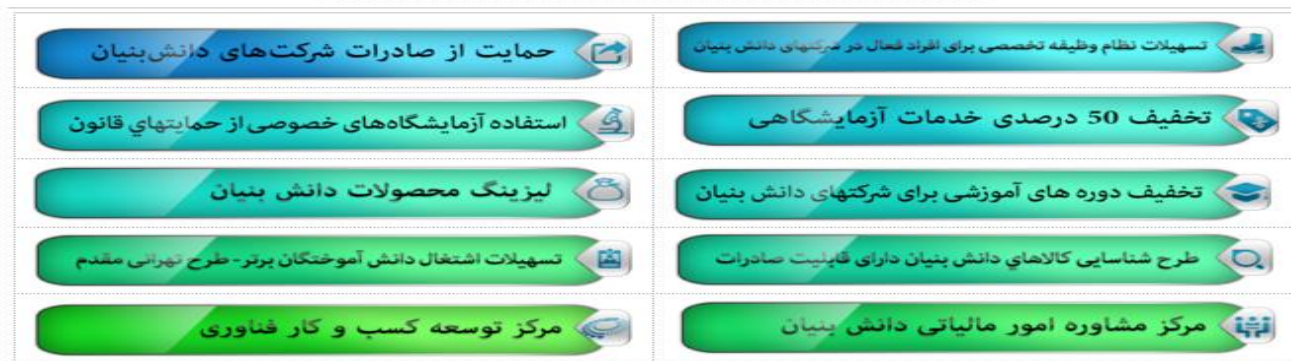 تسهیلات نظام وظیفه تخصصی برای افراد فعال در شرکتهای دانش بنیان
حمایت از صادرات شرکت‌های دانش‌بنیان
تخفیف 50 درصدی خدمات آزمایشگاهی
استفاده آزمایشگاه‌های خصوصی از حمایتهاي قانون
تخفیف دوره های آموزشی برای شرکتهای دانش بنیان
لیزینگ محصولات دانش بنیان
طرح شناسایی کالاهاي دانش بنیان دارای قابلیت صادرات
تسهیلات اشتغال دانش آموختگان برتر - طرح تهرانی مقدم
مرکز مشاوره امور مالیاتی دانش بنیان
مرکز توسعه کسب و کار فناوری